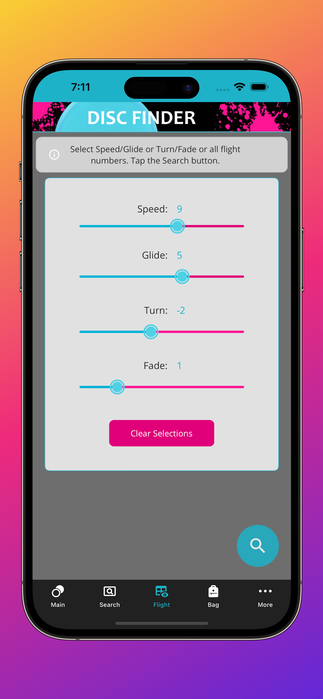 7:11
DISC FINDER
Select Speed/Glide or Turn/Fade or all flight
numbers. Tap the Search button.
Speed: 9
Glide: 5
Turn: -2
Fade: 1
Clear Selections
Main Search Flight Bag More